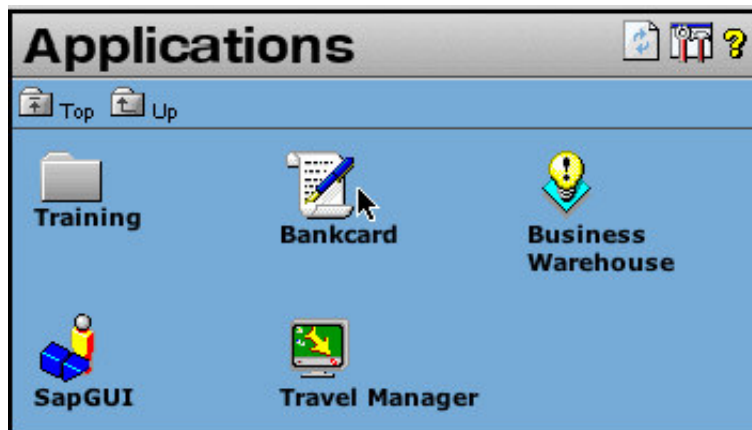 Applications
Top Up
Training
Bankcard
Business
Warehouse
SapGUI
Travel Manager